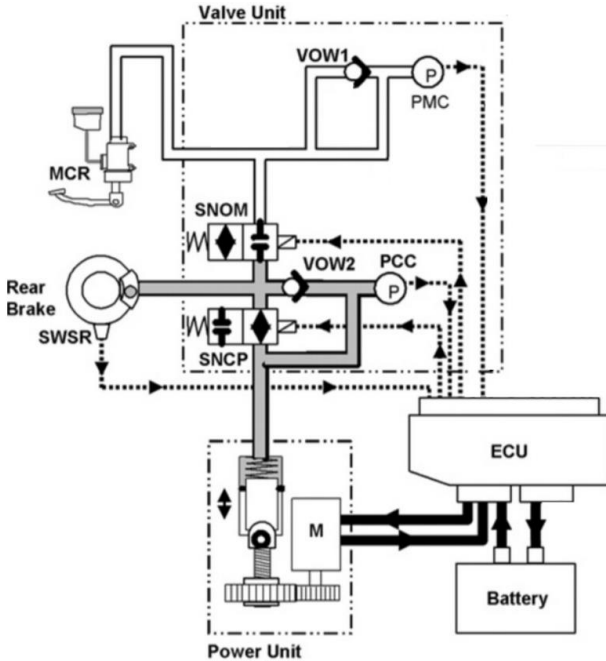 Valve Unit
VOW1
P
PMC
MCR
SNOM
VOW2
PCC
P
Rear
Brake
SWSR
SNCP
ECU
M
Battery
Power Unit